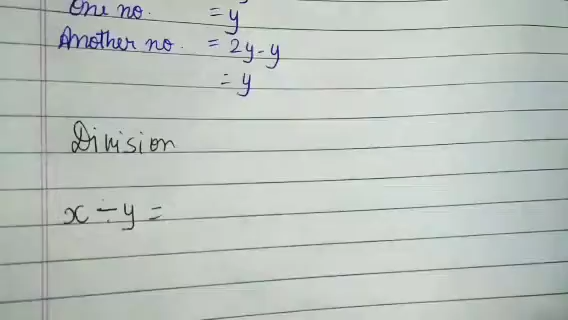 One no. = y
Another no. = 2y - y
= y
Division
x ÷ y =